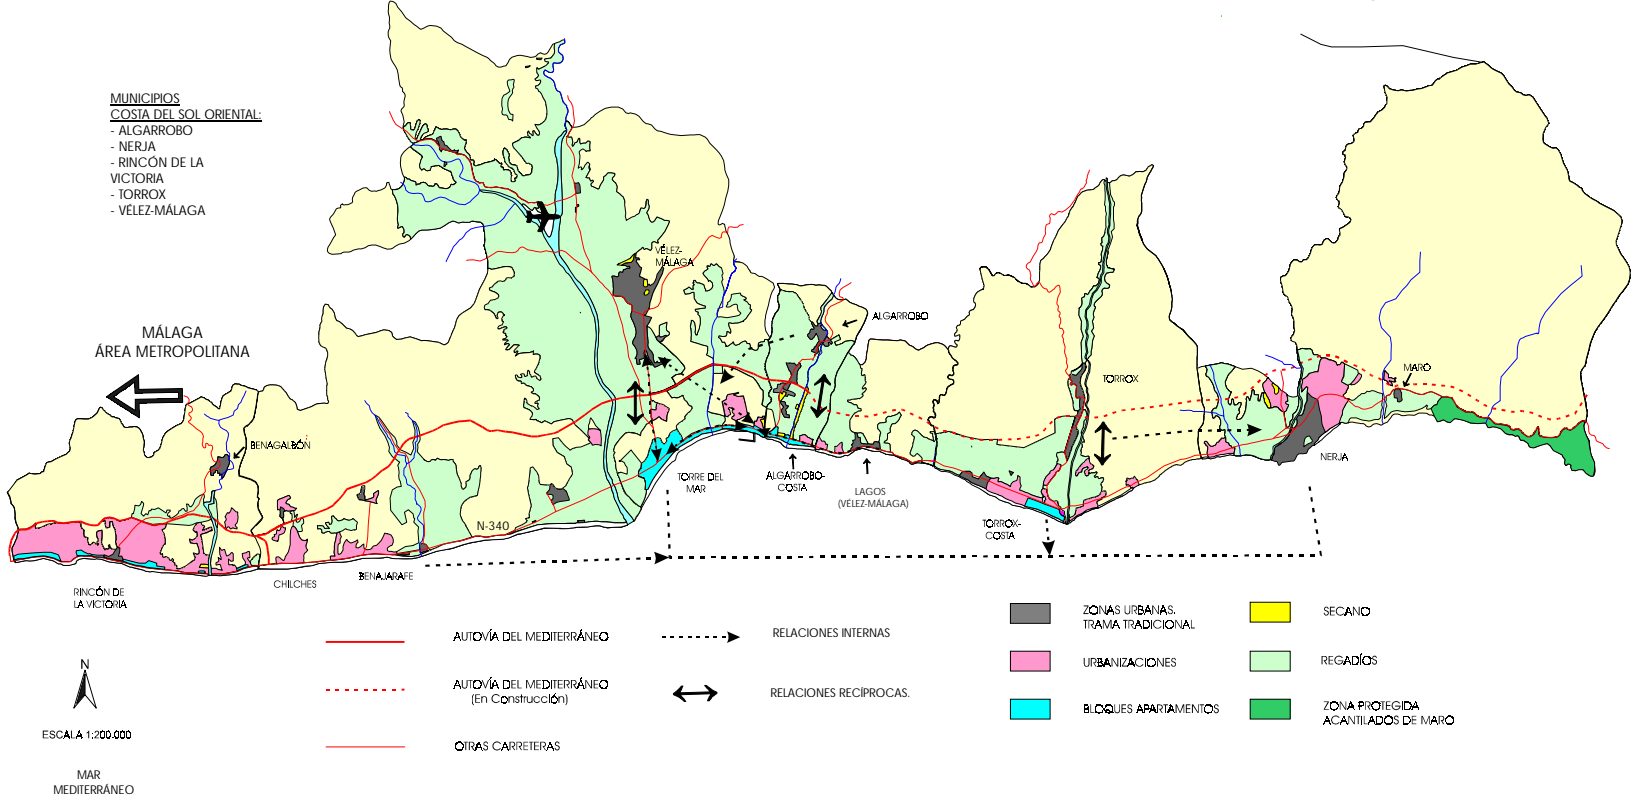 MUNICIPIOS
COSTA DEL SOL ORIENTAL:
- ALGARROBO
- NERJA
- RINCÓN DE LA
VICTORIA
- TORROX
- VÉLEZ-MÁLAGA
MÁLAGA
ÁREA METROPOLITANA
VÉLEZ-
MÁLAGA
ALGARROBO
TORROX
MARO
BENAGALBÓN
NERJA
TORRE DEL
MAR
ALGARROBO-
COSTA
LAGOS
(VÉLEZ-MÁLAGA)
N-340
TORROX-
COSTA
BENAJARAFE
CHILCHES
RINCÓN DE
LA VICTORIA
N
ESCALA 1:200.000
MAR
MEDITERRÁNEO
AUTOVÍA DEL MEDITERRÁNEO
AUTOVÍA DEL MEDITERRÁNEO
(En Construcción)
OTRAS CARRETERAS
RELACIONES INTERNAS
RELACIONES RECÍPROCAS.
ZONAS URBANAS.
TRAMA TRADICIONAL
URBANIZACIONES
BLOQUES APARTAMENTOS
SECANO
REGADÍOS
ZONA PROTEGIDA
ACANTILADOS DE MARO